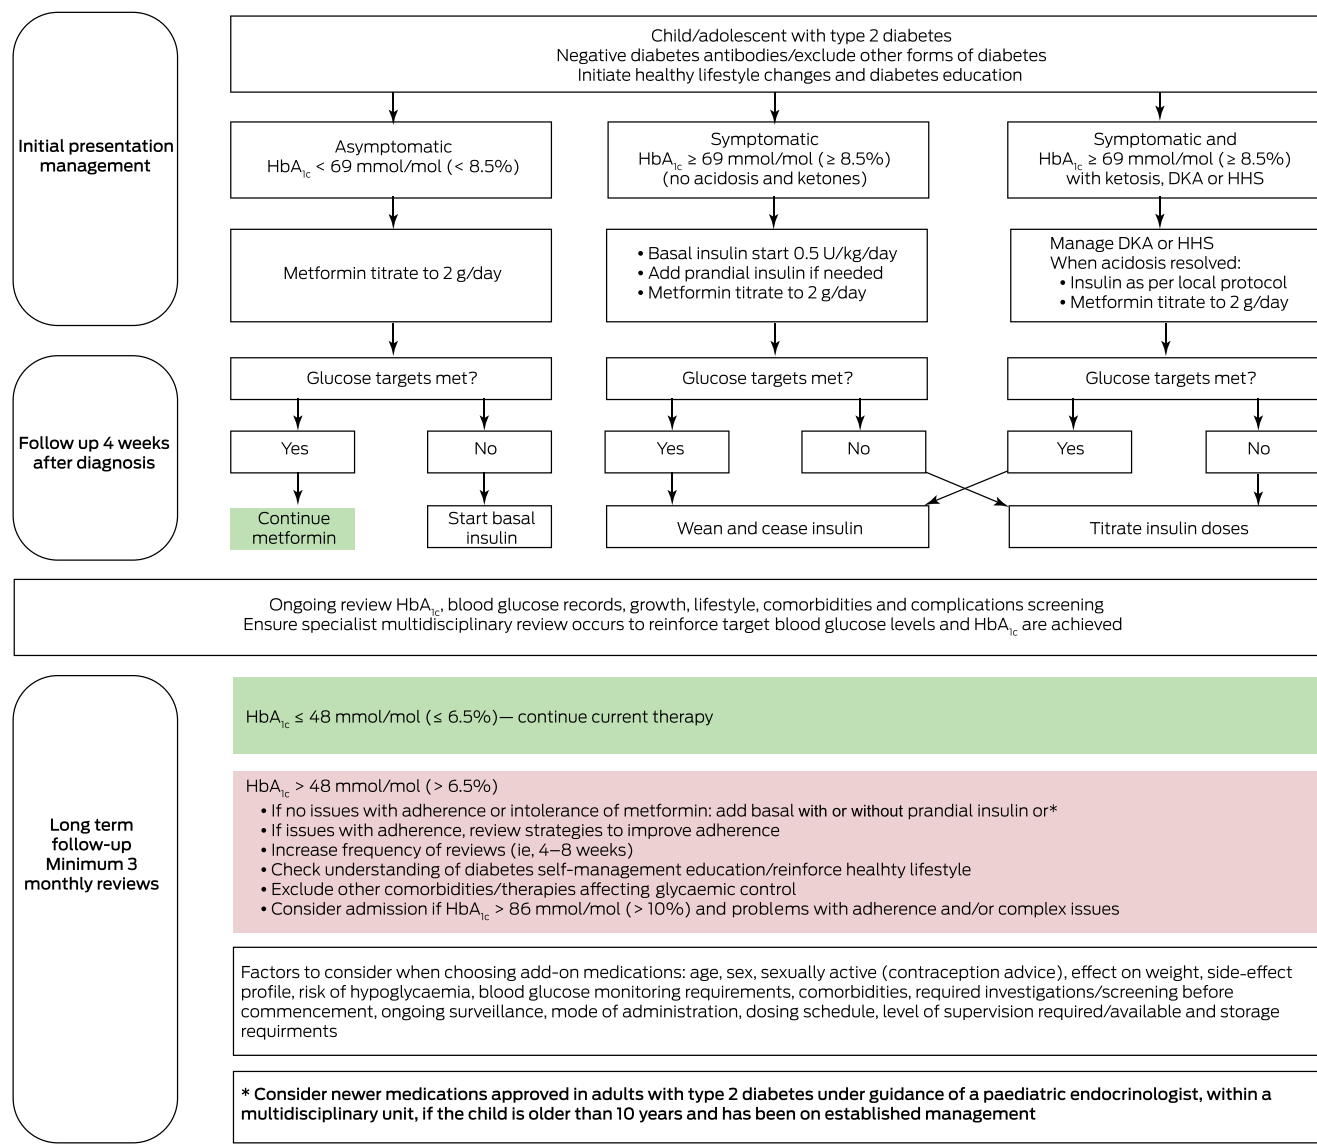 Initial presentation
management
Child/adolescent with type 2 diabetes
Negative diabetes antibodies/exclude other forms of diabetes
Initiate healthy lifestyle changes and diabetes education
Asymptomatic
HbA1c < 69 mmol/mol (< 8.5%)
Symptomatic
HbA1c ≥ 69 mmol/mol (≥ 8.5%)
(no acidosis and ketones)
Symptomatic and
HbA1c ≥ 69 mmol/mol (≥ 8.5%)
with ketosis, DKA or HHS
Metformin titrate to 2 g/day
• Basal insulin start 0.5 U/kg/day
• Add prandial insulin if needed
• Metformin titrate to 2 g/day
Manage DKA or HHS
When acidosis resolved:
• Insulin as per local protocol
• Metformin titrate to 2 g/day
Follow up 4 weeks
after diagnosis
Glucose targets met?
Glucose targets met?
Glucose targets met?
Yes
No
Yes
No
Yes
No
Continue
metformin
Start basal
insulin
Wean and cease insulin
Titrate insulin doses
Ongoing review HbA1c, blood glucose records, growth, lifestyle, comorbidities and complications screening
Ensure specialist multidisciplinary review occurs to reinforce target blood glucose levels and HbA1c are achieved
Long term
follow-up
Minimum 3
monthly reviews
HbA1c ≤ 48 mmol/mol (≤ 6.5%)— continue current therapy
HbA1c > 48 mmol/mol (> 6.5%)
• If no issues with adherence or intolerance of metformin: add basal with or without prandial insulin or*
• If issues with adherence, review strategies to improve adherence
• Increase frequency of reviews (ie, 4–8 weeks)
• Check understanding of diabetes self-management education/reinforce healhty lifestyle
• Exclude other comorbidities/therapies affecting glycaemic control
• Consider admission if HbA1c > 86 mmol/mol (> 10%) and problems with adherence and/or complex issues
Factors to consider when choosing add-on medications: age, sex, sexually active (contraception advice), effect on weight, side-effect
profile, risk of hypoglycaemia, blood glucose monitoring requirements, comorbidities, required investigations/screening before
commencement, ongoing surveillance, mode of administration, dosing schedule, level of supervision required/available and storage
requirments
* Consider newer medications approved in adults with type 2 diabetes under guidance of a paediatric endocrinologist, within a
multidisciplinary unit, if the child is older than 10 years and has been on established management